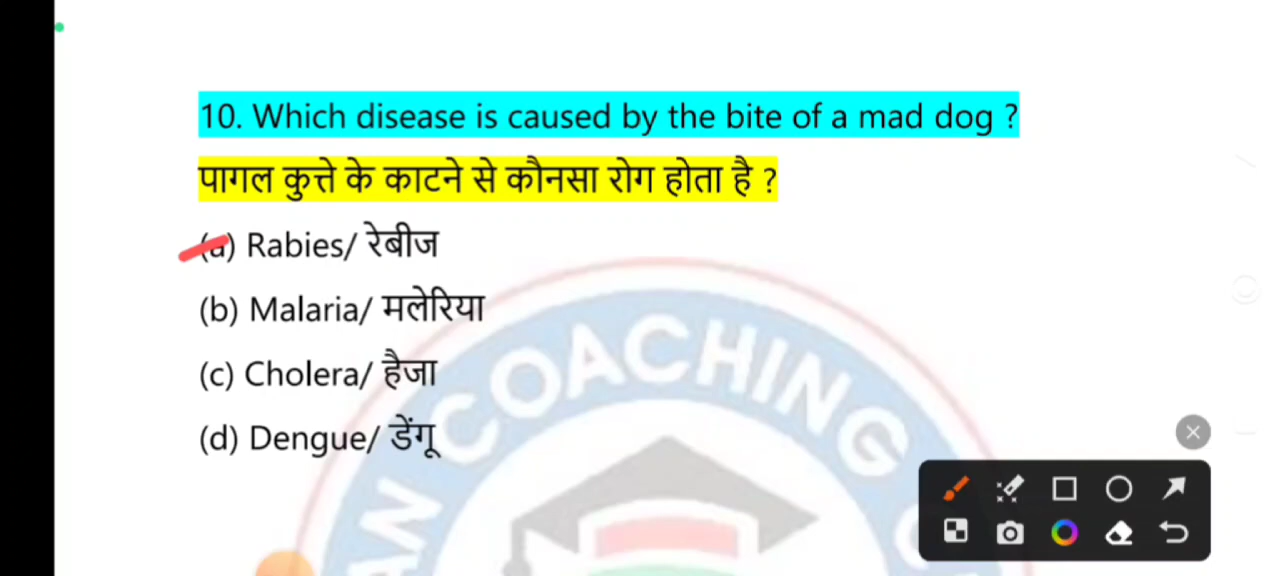 10. Which disease is caused by the bite of a mad dog ?
पागल कुत्ते के काटने से कौनसा रोग होता है ?
(a) Rabies/ रेबीज
(b) Malaria/ मलेरिया
(c) Cholera/ हैजा
(d) Dengue/ डेंगू
COACHING